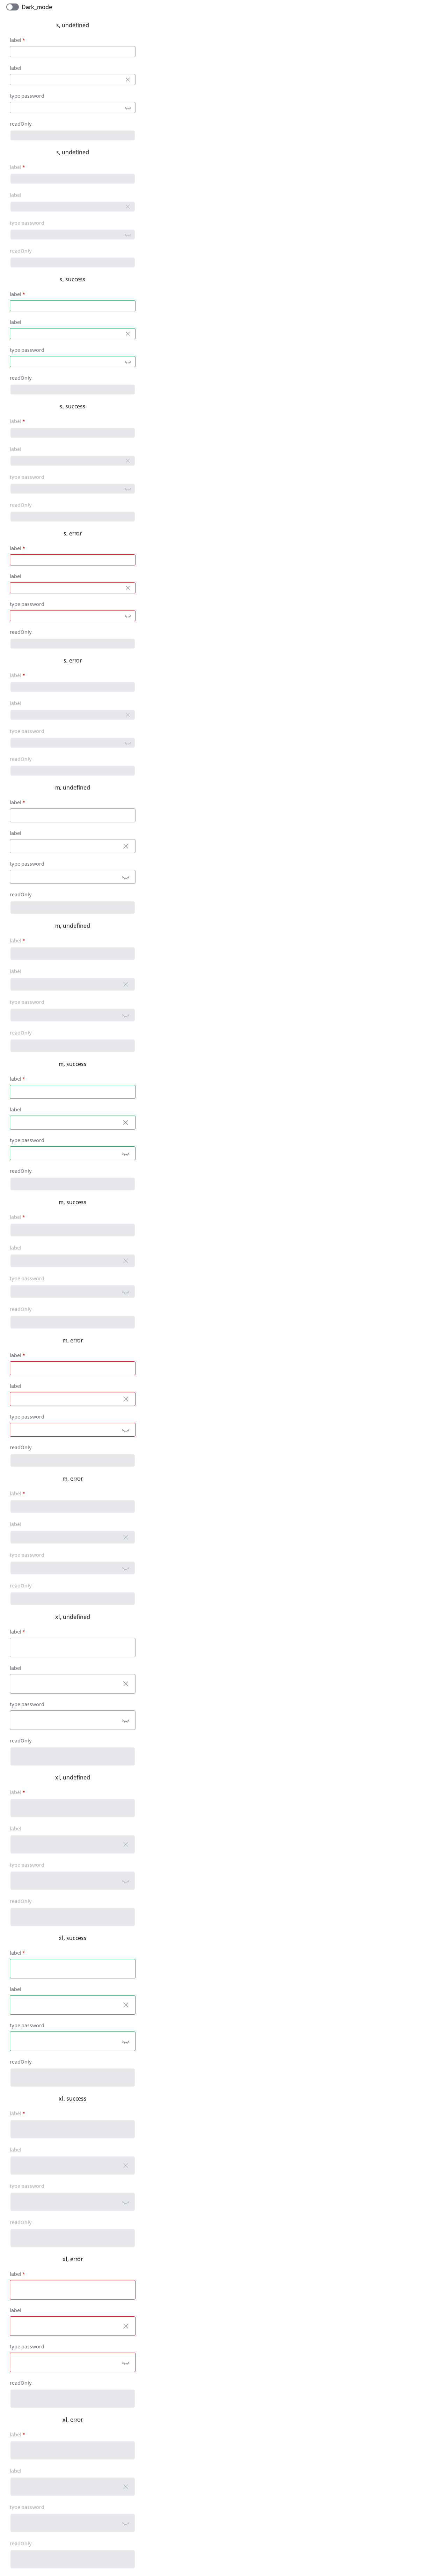 Dark_mode
s, undefined
label *
label
type password
readOnly
s, undefined
label *
label
type password
readOnly
s, success
label *
label
type password
readOnly
s, success
label *
label
type password
readOnly
s, error
label *
label
type password
readOnly
s, error
label *
label
type password
readOnly
m, undefined
label *
label
type password
readOnly
m, undefined
label *
label
type password
readOnly
m, success
label *
label
type password
readOnly
m, success
label *
label
type password
readOnly
m, error
label *
label
type password
readOnly
m, error
label *
label
type password
readOnly
xl, undefined
label *
label
type password
readOnly
xl, undefined
label *
label
type password
readOnly
xl, success
label *
label
type password
readOnly
xl, success
label *
label
type password
readOnly
xl, error
label *
label
type password
readOnly
xl, error
label *
label
type password
readOnly